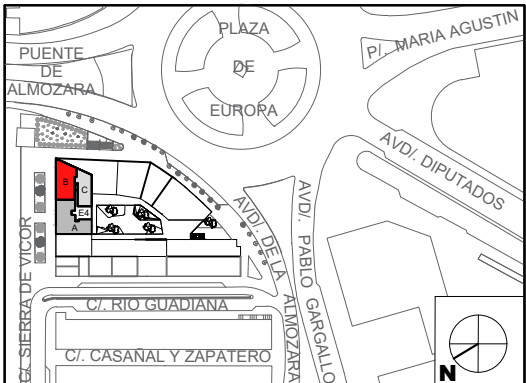 PLAZA
DE
EUROPA
PUENTE
DE
ALMOZARA
P/. MARIA AGUSTIN
AVD/. DIPUTADOS
B
C
E4
A
AVD/. DE LA ALMOZARA
AVD/. PABLO GARGALLO
C/. SIERRA DE VICOR
C/. RIO GUADIANA
C/. CASAÑAL Y ZAPATERO
N